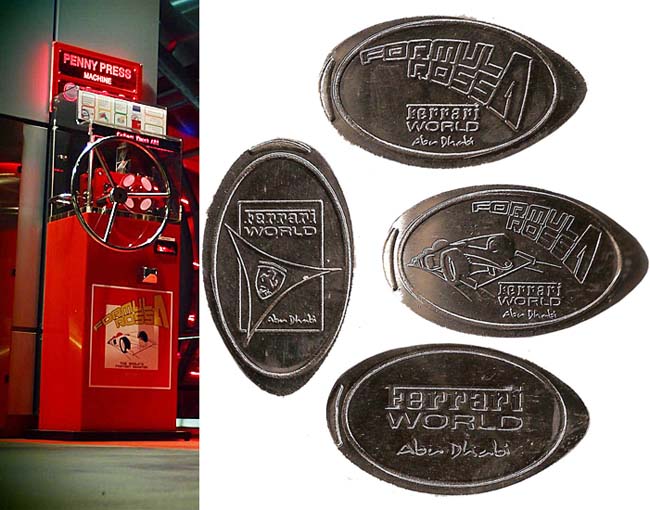 PENNY PRESS
MACHINE
FORMUL
ROSSA
FORMUL
ROSSA
Ferrari
WORLD
Abu Dhabi
Ferrari
WORLD
Abu Dhabi
FORMUL
ROSSA
Ferrari
WORLD
Abu Dhabi
Ferrari
WORLD
Abu Dhabi